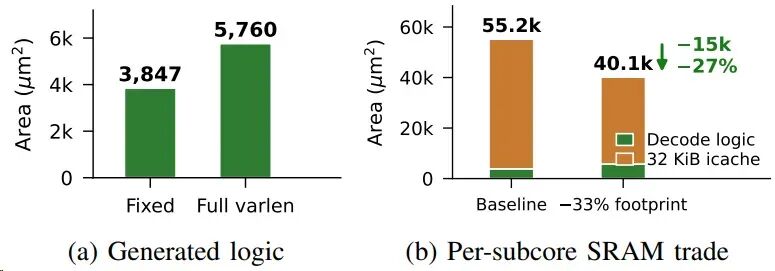 Area (μm²)
6k
4k
2k
0
3,847
5,760
Fixed
Full varlen
(a) Generated logic
Area (μm²)
60k
40k
20k
0
55.2k
40.1k
−15k
−27%
Decode logic
32 KiB icache
Baseline
−33% footprint
(b) Per-subcore SRAM trade